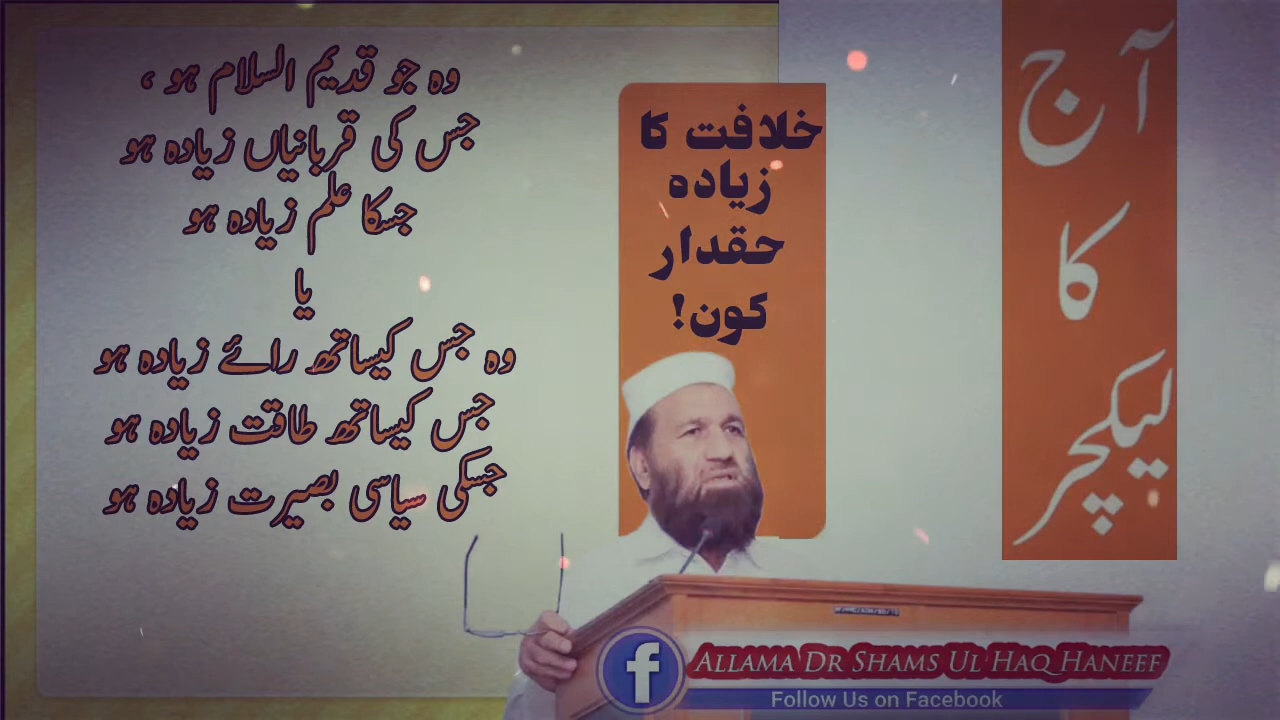 آج
کا
لیکچر
خلافت کا
زیادہ
حقدار
کون!
وہ جو قدیم السلام ہو ،
جس کی قربانیاں زیادہ ہو
جسکا علم زیادہ ہو
یا
وہ جس کیساتھ رائے زیادہ ہو
جس کیساتھ طاقت زیادہ ہو
جسکی سیاسی بصیرت زیادہ ہو
ALLAMA DR SHAMS UL HAQ HANEEF
Follow Us on Facebook